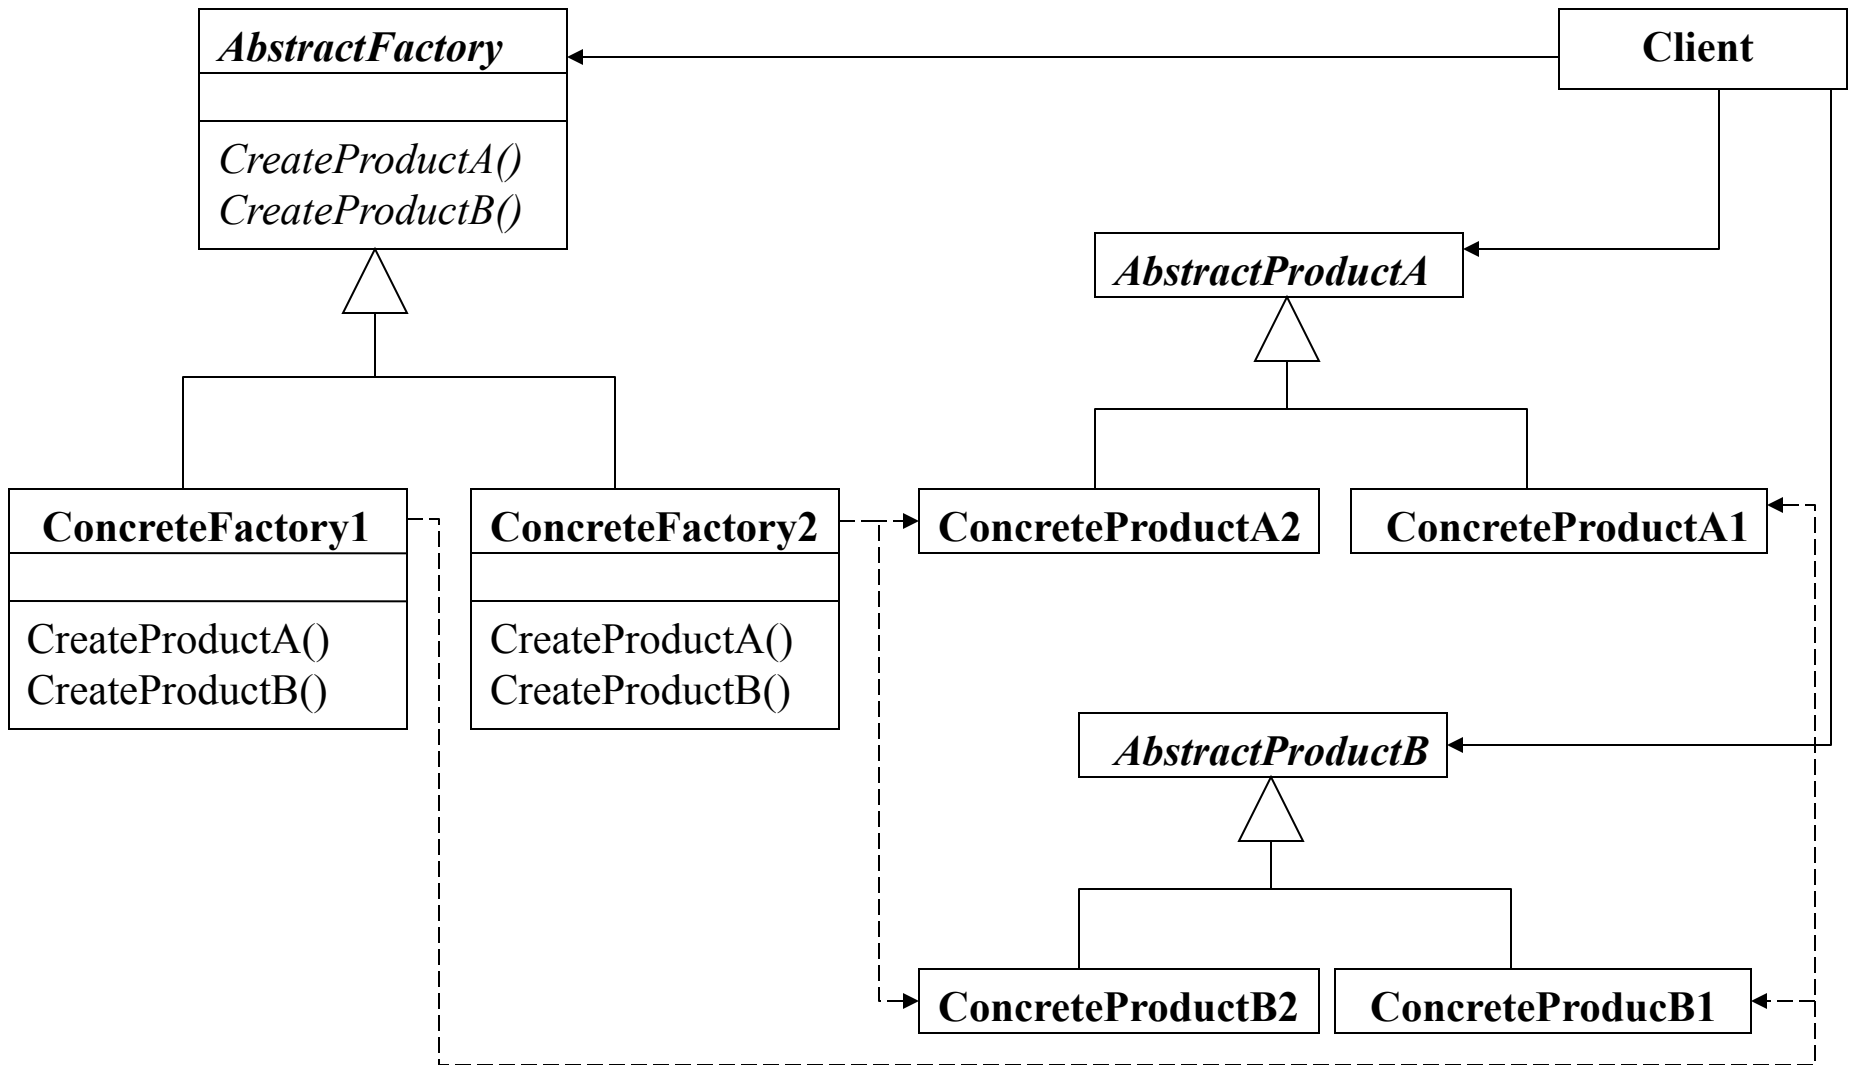 AbstractFactory
CreateProductA()
CreateProductB()
Client
AbstractProductA
ConcreteFactory1
CreateProductA()
CreateProductB()
ConcreteFactory2
CreateProductA()
CreateProductB()
ConcreteProductA2
ConcreteProductA1
AbstractProductB
ConcreteProductB2
ConcreteProducB1